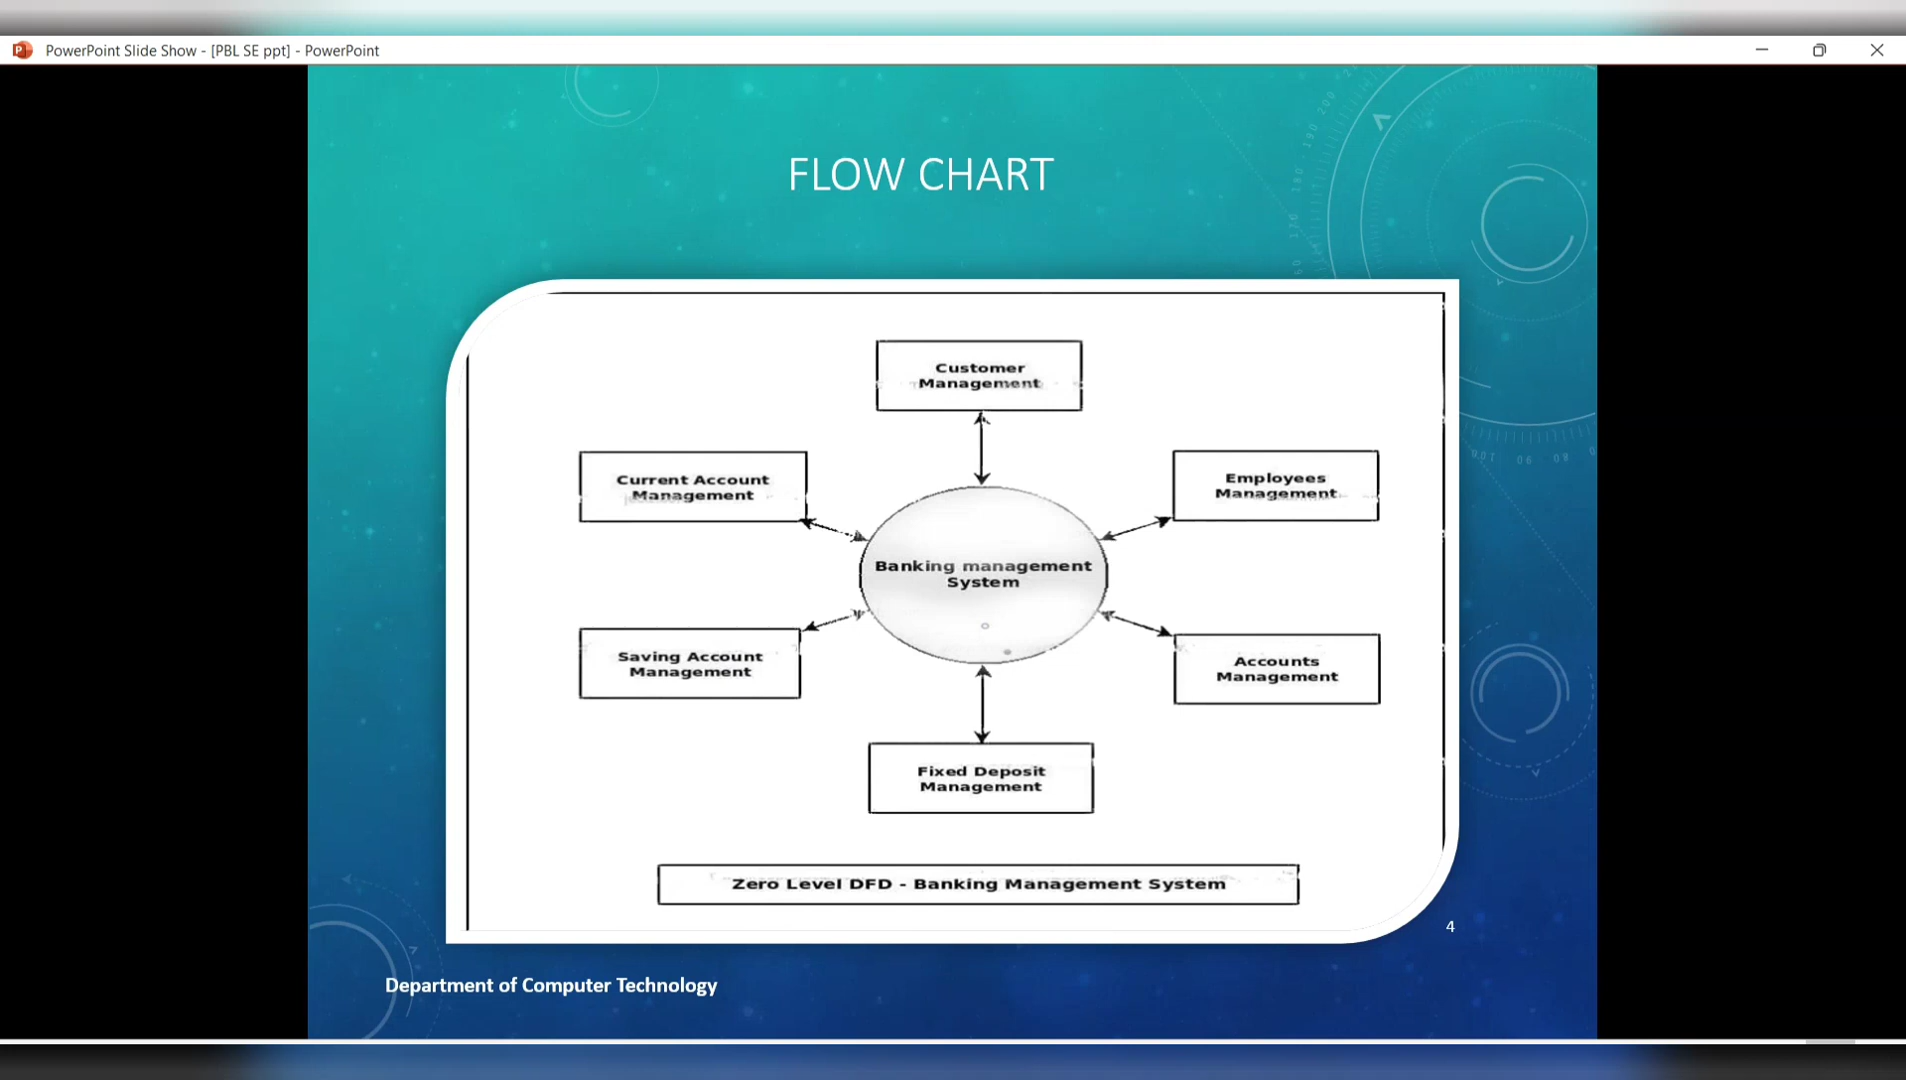 PowerPoint Slide Show - [PBL SE ppt] - PowerPoint
FLOW CHART
Customer
Management
Current Account
Management
Employees
Management
Banking management
System
Saving Account
Management
Accounts
Management
Fixed Deposit
Management
Zero Level DFD - Banking Management System
4
Department of Computer Technology